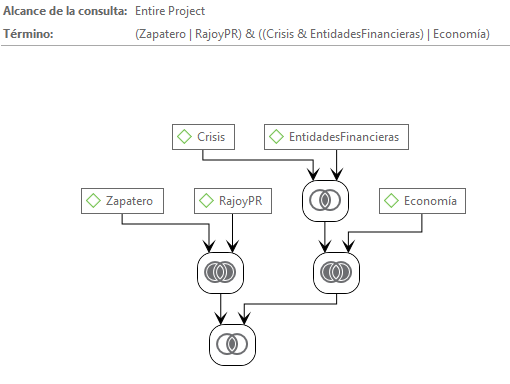 Alcance de la consulta: Entire Project
Término: (Zapatero | RajoyPR) & ((Crisis & EntidadesFinancieras) | Economía)
Crisis EntidadesFinancieras
Zapatero RajoyPR Economía